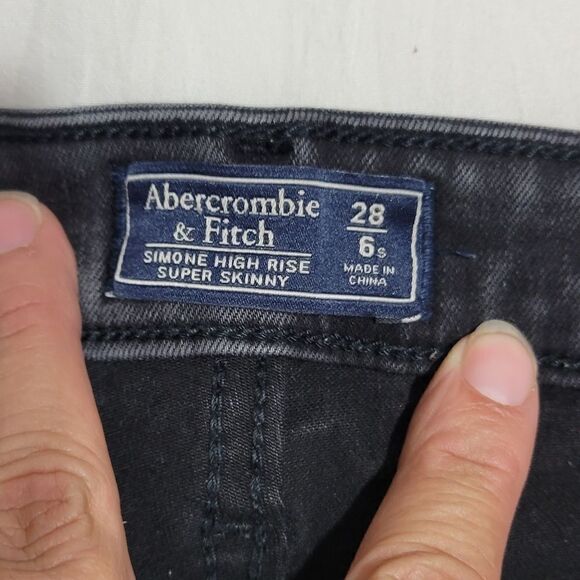 Abercrombie
& Fitch
SIMONE HIGH RISE
SUPER SKINNY
28
6s
MADE IN
CHINA